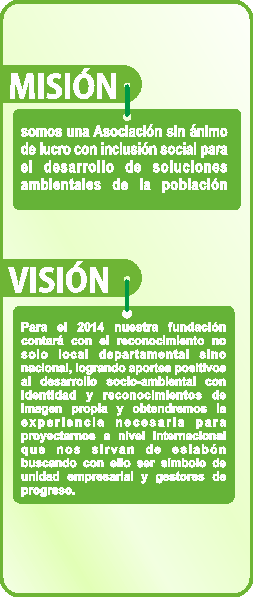 MISIÓN
somos una Asociación sin ánimo
de lucro con inclusión social para
el desarrollo de soluciones
ambientales de la población
VISIÓN
Para el 2014 nuestra fundación
contará con el reconocimiento no
solo local departamental sino
nacional, logrando aportes positivos
al desarrollo socio-ambiental con
identidad y reconocimientos de
imagen propia y obtendremos la
experiencia necesaria para
proyectarnos a nivel internacional
que nos sirvan de eslabón
buscando con ello ser símbolo de
unidad empresarial y gestores de
progreso.